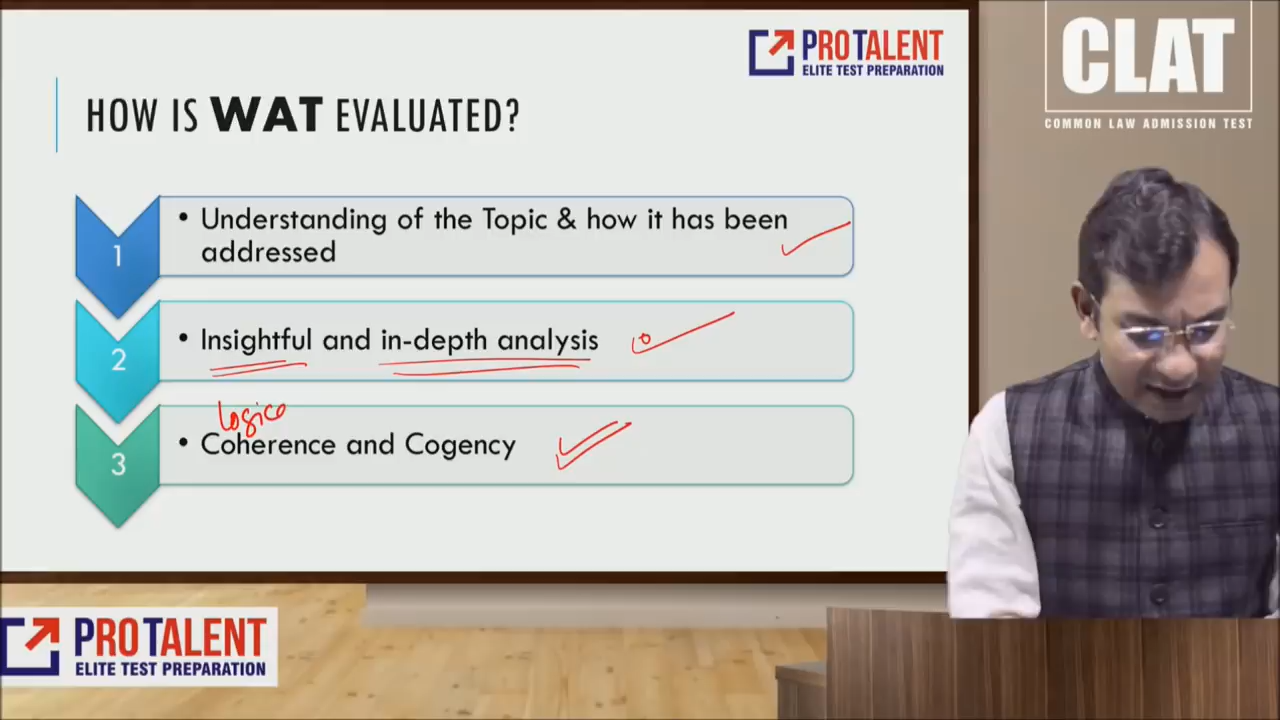 PROTALENT
ELITE TEST PREPARATION
CLAT
COMMON LAW ADMISSION TEST
HOW IS WAT EVALUATED?
1
• Understanding of the Topic & how it has been
addressed
2
• Insightful and in-depth analysis
logico
3
• Coherence and Cogency
PROTALENT
ELITE TEST PREPARATION